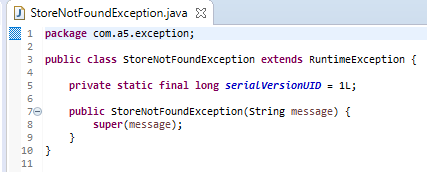 StoreNotFoundException.java
1 package com.a5.exception;
2
3 public class StoreNotFoundException extends RuntimeException {
4
5     private static final long serialVersionUID = 1L;
6
7     public StoreNotFoundException(String message) {
8         super(message);
9     }
10 }
11